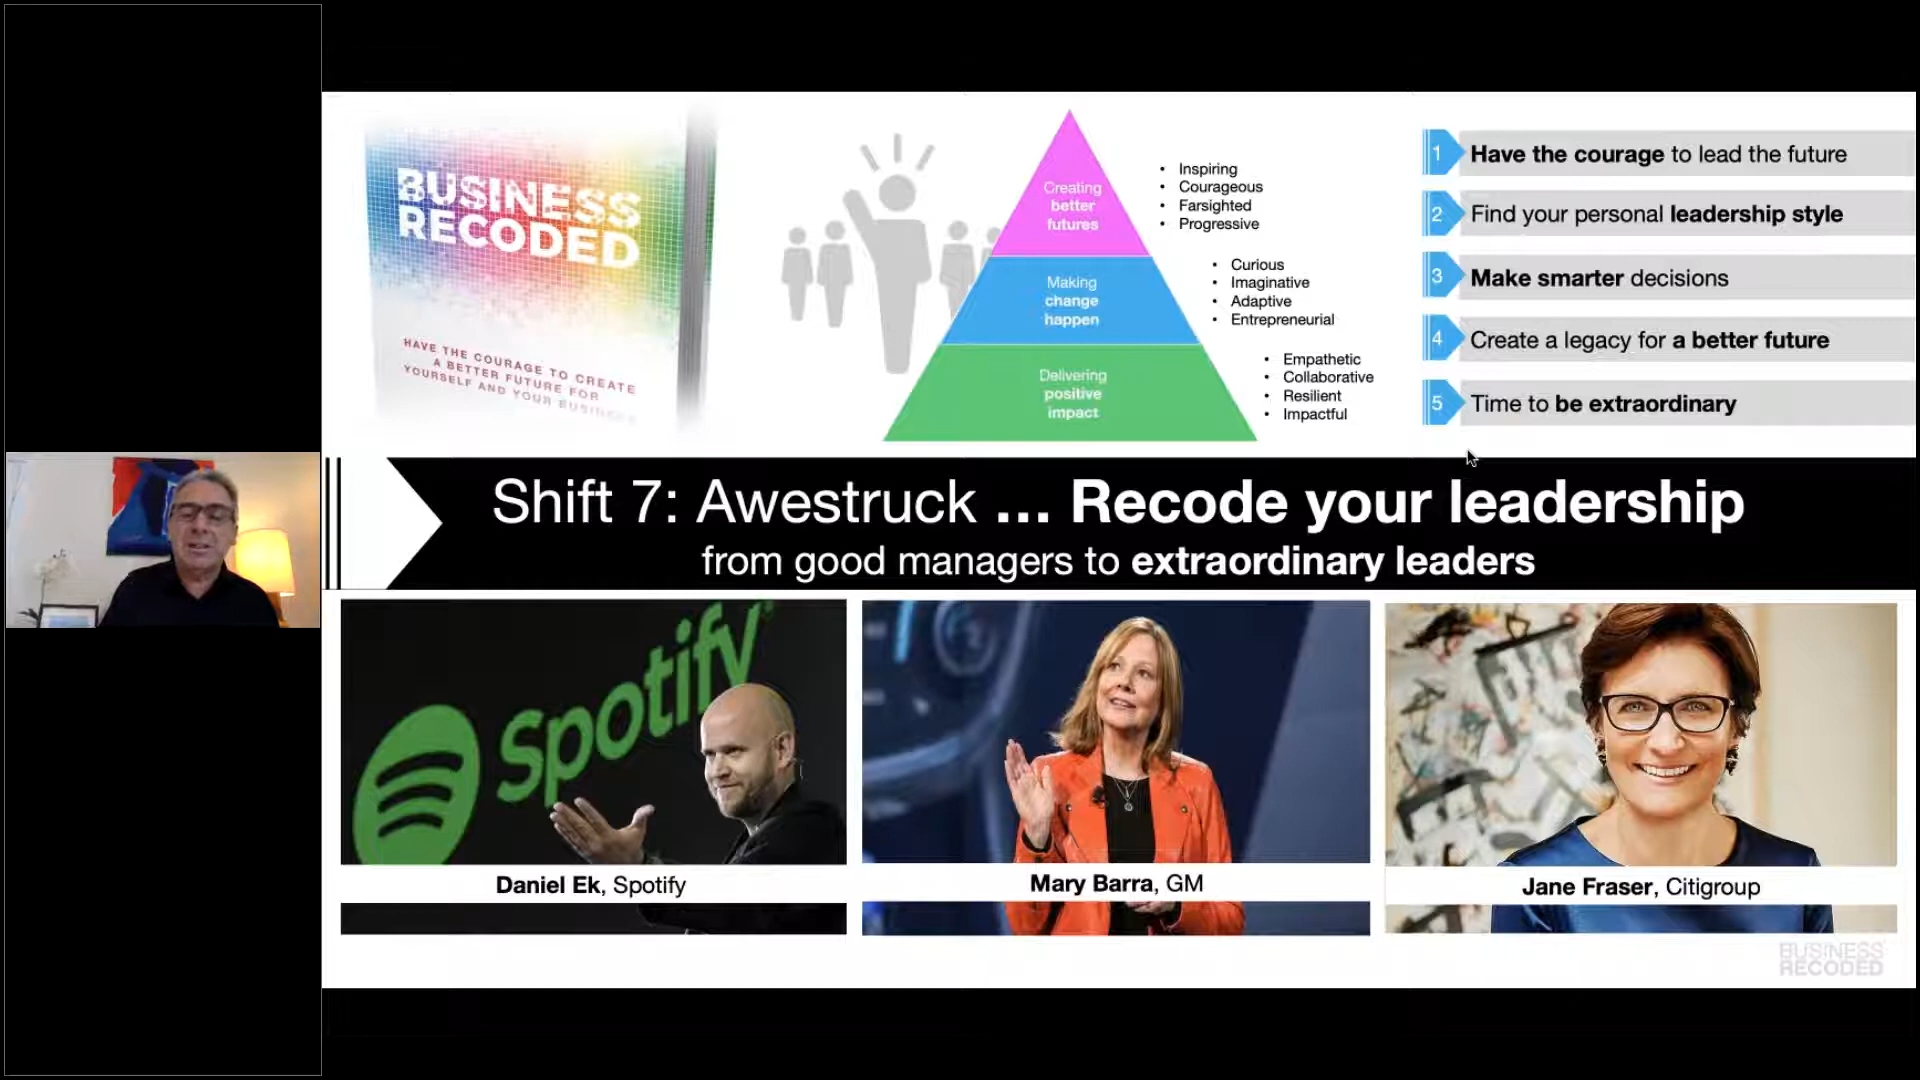 BUSINESS
RECODED
HAVE THE COURAGE TO CREATE
A BETTER FUTURE FOR
YOURSELF AND YOUR BUSINESS
Creating
better
futures
• Inspiring
• Courageous
• Farsighted
• Progressive
Making
change
happen
• Curious
• Imaginative
• Adaptive
• Entrepreneurial
Delivering
positive
impact
• Empathetic
• Collaborative
• Resilient
• Impactful
1 Have the courage to lead the future
2 Find your personal leadership style
3 Make smarter decisions
4 Create a legacy for a better future
5 Time to be extraordinary
Shift 7: Awestruck ... Recode your leadership
from good managers to extraordinary leaders
Spotify
Daniel Ek, Spotify
Mary Barra, GM
Jane Fraser, Citigroup
BUSINESS
RECODED